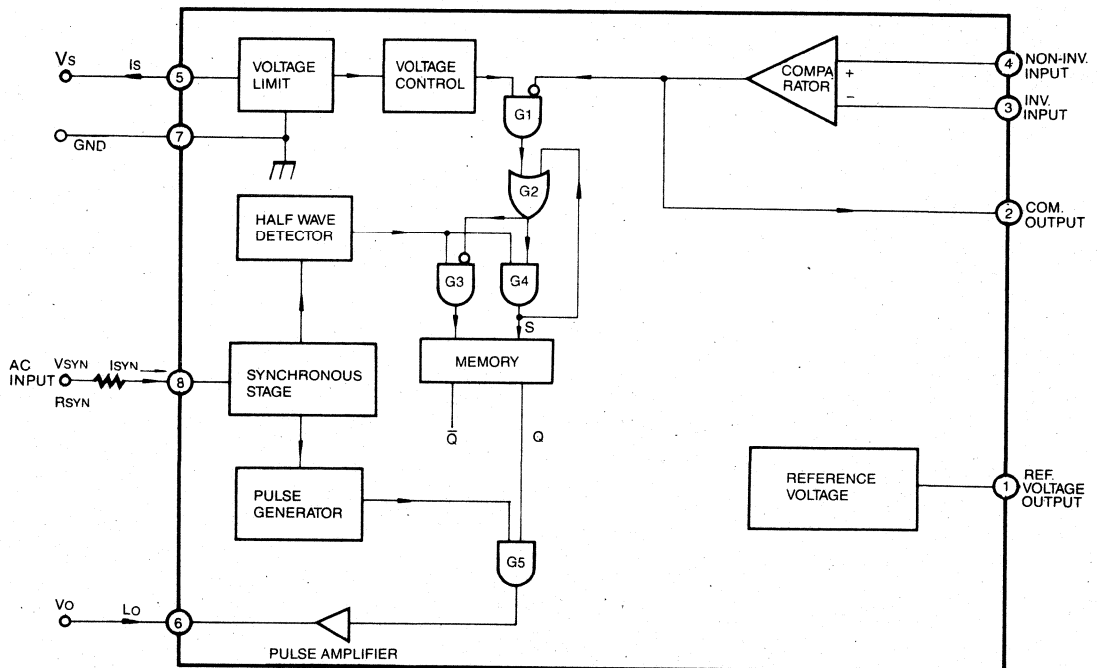 Vs
Is
5
VOLTAGE
LIMIT
VOLTAGE
CONTROL
G1
COMPA
RATOR
+
−
4
NON-INV.
INPUT
3
INV.
INPUT
GND
7
G2
2
COM.
OUTPUT
HALF WAVE
DETECTOR
G3
G4
S
MEMORY
AC
INPUT
VSYN
ISYN
RSYN
8
SYNCHRONOUS
STAGE
Q̄
Q
PULSE
GENERATOR
REFERENCE
VOLTAGE
1
REF.
VOLTAGE
OUTPUT
G5
Vo
Lo
6
PULSE AMPLIFIER